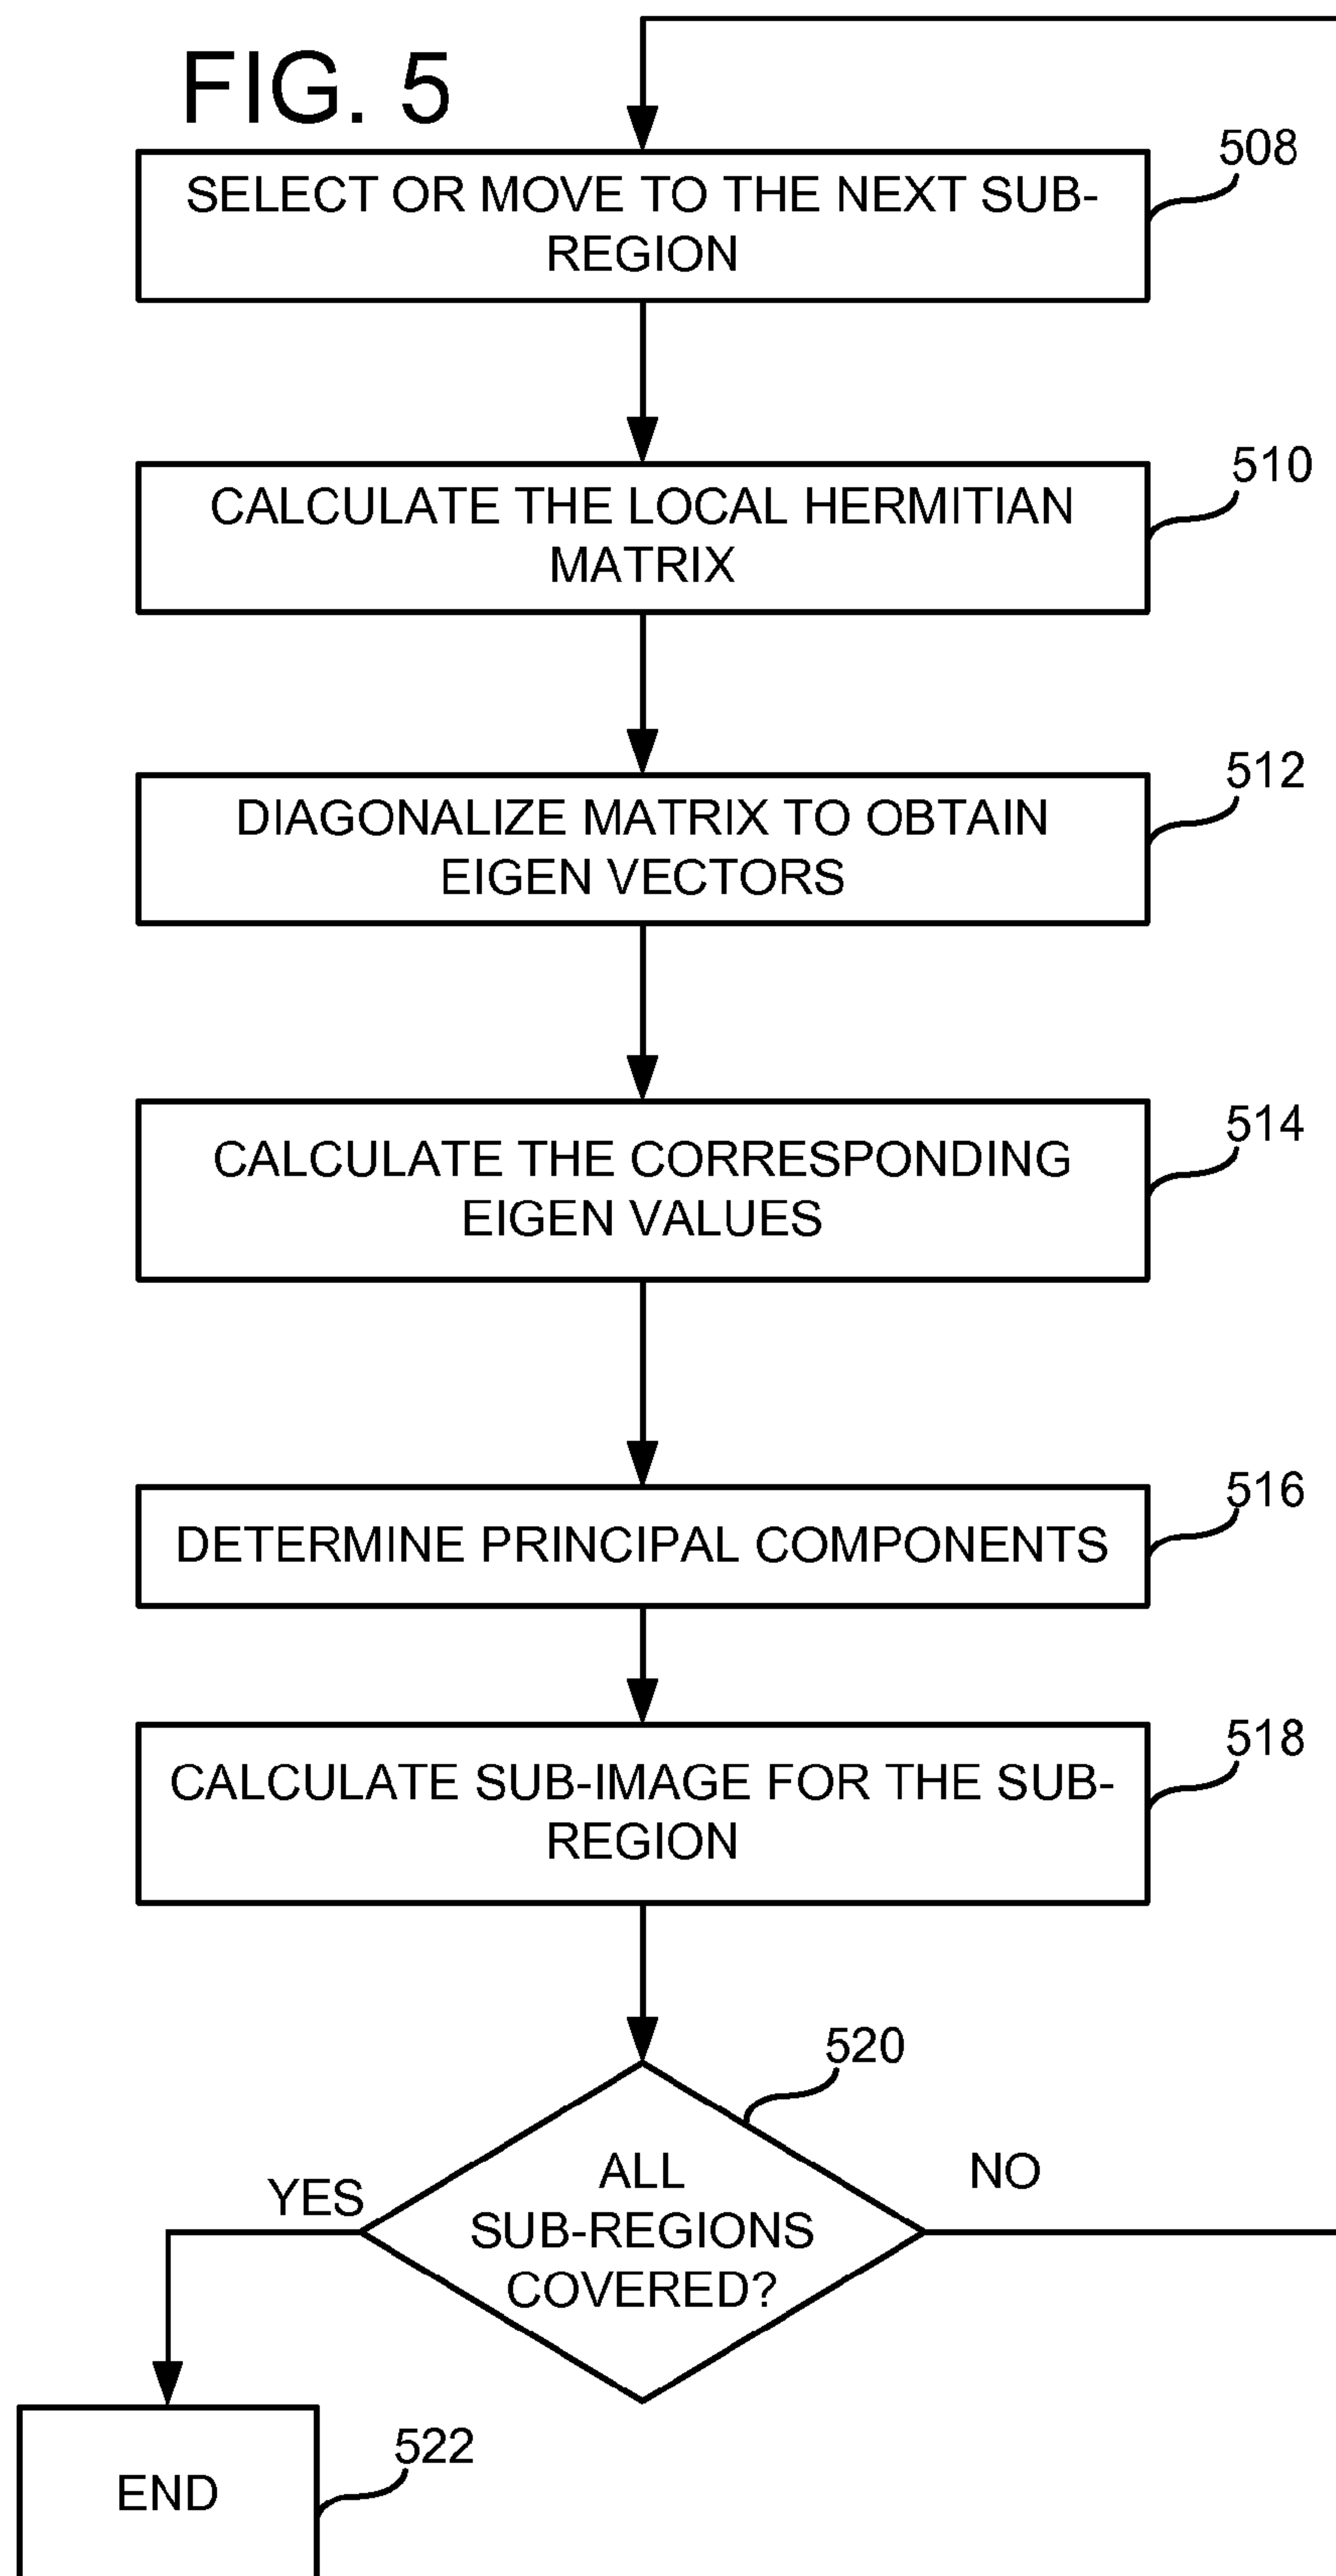 FIG. 5
508
SELECT OR MOVE TO THE NEXT SUB-
REGION
510
CALCULATE THE LOCAL HERMITIAN
MATRIX
512
DIAGONALIZE MATRIX TO OBTAIN
EIGEN VECTORS
514
CALCULATE THE CORRESPONDING
EIGEN VALUES
516
DETERMINE PRINCIPAL COMPONENTS
518
CALCULATE SUB-IMAGE FOR THE SUB-
REGION
520
ALL
SUB-REGIONS
COVERED?
YES
NO
522
END